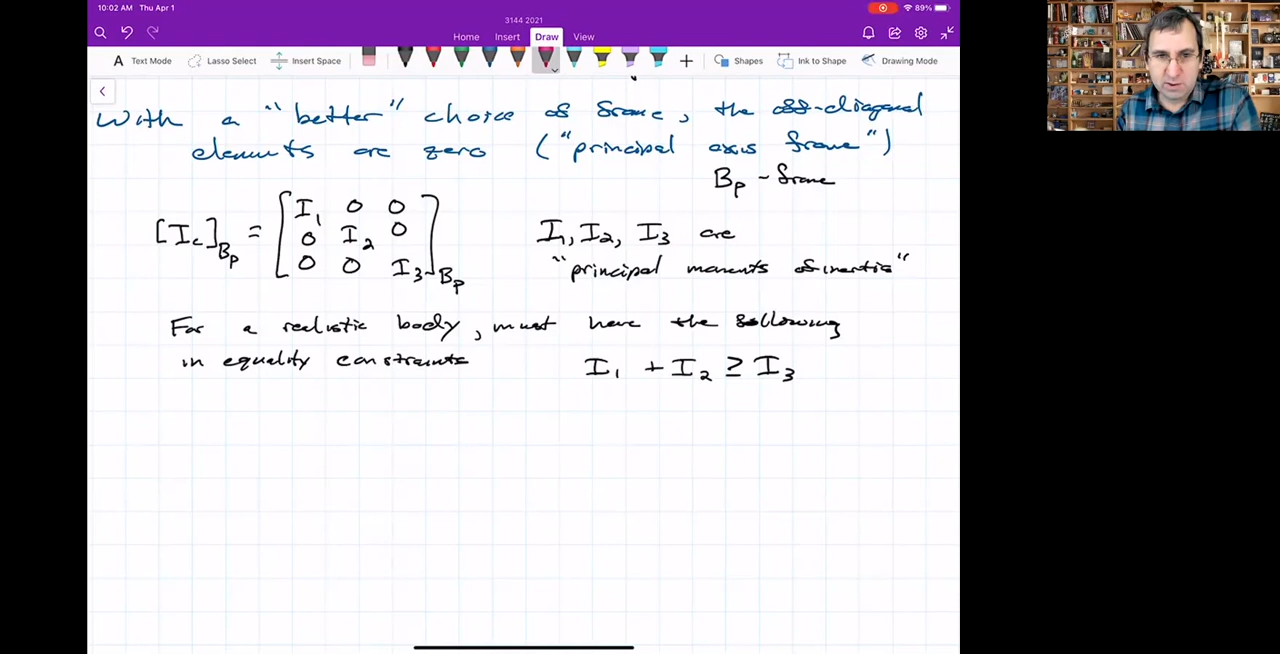 10:02 AM Thu Apr 1
89%
3144 2021
Home Insert Draw View
Text Mode Lasso Select Insert Space Shapes Ink to Shape Drawing Mode
With a "better" choice of frame, the off-diagonal
elements are zero ("principal axis frame")
Bp - frame
[Ic]Bp = [I1 0 0
0 I2 0
0 0 I3]Bp
I1, I2, I3 are
"principal moments of inertia"
For a realistic body, must have the following
in equality constraints I1 + I2 ≥ I3